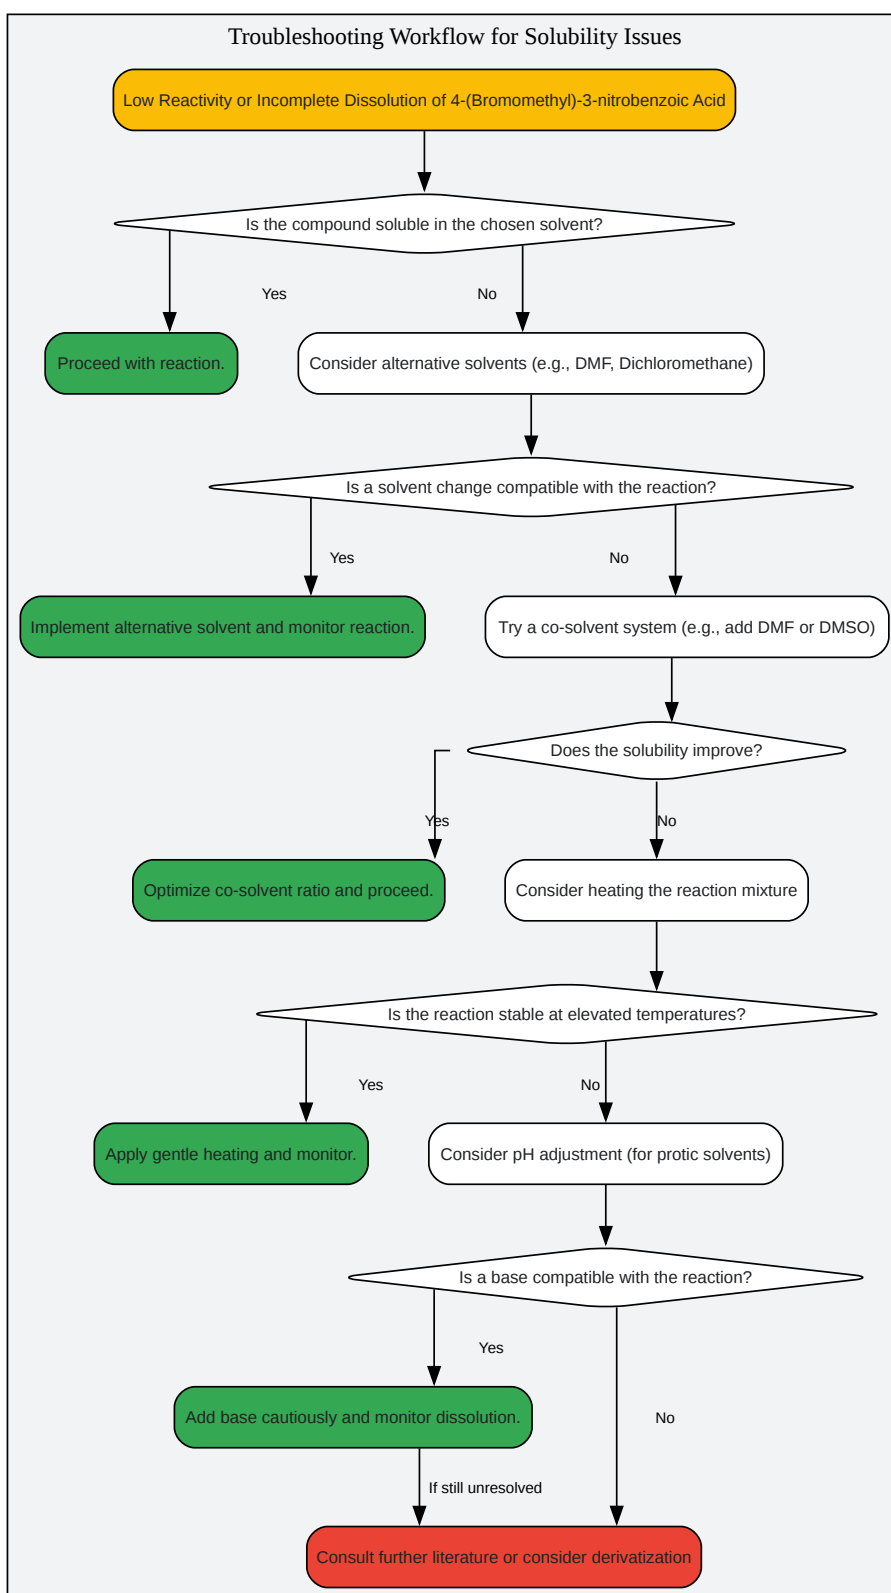 Troubleshooting Workflow for Solubility Issues
Low Reactivity or Incomplete Dissolution of 4-(Bromomethyl)-3-nitrobenzoic Acid
Is the compound soluble in the chosen solvent?
Yes
No
Proceed with reaction.
Consider alternative solvents (e.g., DMF, Dichloromethane)
Is a solvent change compatible with the reaction?
Yes
No
Implement alternative solvent and monitor reaction.
Try a co-solvent system (e.g., add DMF or DMSO)
Does the solubility improve?
Yes
No
Optimize co-solvent ratio and proceed.
Consider heating the reaction mixture
Is the reaction stable at elevated temperatures?
Yes
No
Apply gentle heating and monitor.
Consider pH adjustment (for protic solvents)
Is a base compatible with the reaction?
Yes
Add base cautiously and monitor dissolution.
No
If still unresolved
Consult further literature or consider derivatization